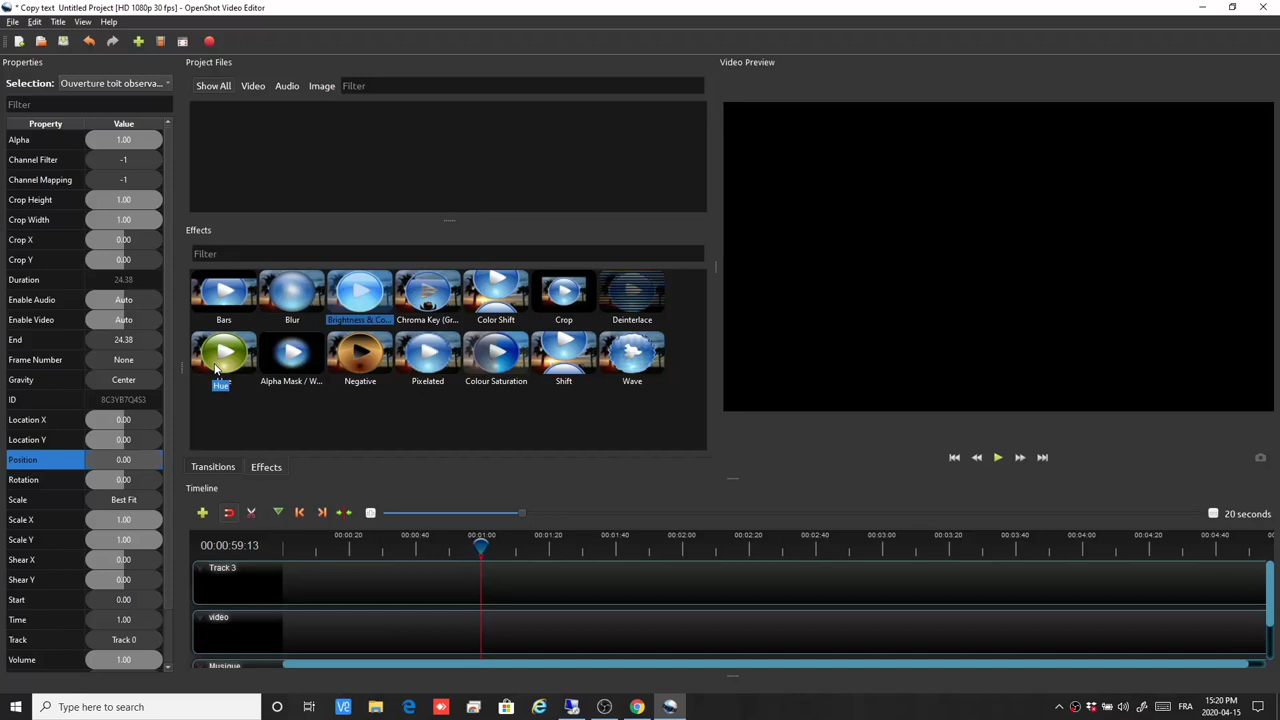 * Copy text  Untitled Project [HD 1080p 30 fps] - OpenShot Video Editor
File Edit Title View Help
Properties
Selection: Ouverture toit observa...
Filter
Property Value
Alpha 1.00
Channel Filter -1
Channel Mapping -1
Crop Height 1.00
Crop Width 1.00
Crop X 0.00
Crop Y 0.00
Duration 24.38
Enable Audio Auto
Enable Video Auto
End 24.38
Frame Number None
Gravity Center
ID 8C3YB7Q4S3
Location X 0.00
Location Y 0.00
Position 0.00
Rotation 0.00
Scale Best Fit
Scale X 1.00
Scale Y 1.00
Shear X 0.00
Shear Y 0.00
Start 0.00
Time 1.00
Track Track 0
Volume 1.00
Project Files
Show All Video Audio Image Filter
Effects
Filter
Bars Blur Brightness & Co... Chroma Key (Gr... Color Shift Crop Deinterlace
Hue Alpha Mask / W... Negative Pixelated Colour Saturation Shift Wave
Transitions Effects
Video Preview
Timeline
20 seconds
00:00:59:13
00:00:20 00:00:40 00:01:00 00:01:20 00:01:40 00:02:00 00:02:20 00:02:40 00:03:00 00:03:20 00:03:40 00:04:00 00:04:20 00:04:40
Track 3
video
Musique
Type here to search
FRA
15:20 PM
2020-04-15